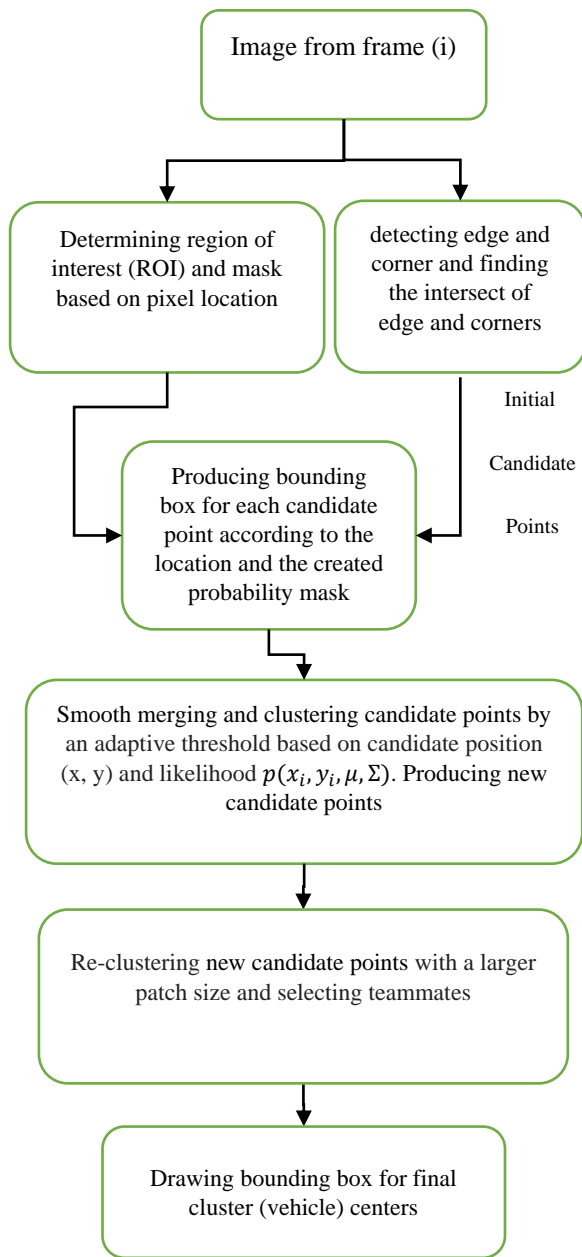 Image from frame (i)
Determining region of
interest (ROI) and mask
based on pixel location
detecting edge and
corner and finding
the intersect of
edge and corners
Initial
Candidate
Points
Producing bounding
box for each candidate
point according to the
location and the created
probability mask
Smooth merging and clustering candidate points by
an adaptive threshold based on candidate position
(x, y) and likelihood 𝑝(𝑥𝑖, 𝑦𝑖, 𝜇, Σ). Producing new
candidate points
Re-clustering new candidate points with a larger
patch size and selecting teammates
Drawing bounding box for final
cluster (vehicle) centers